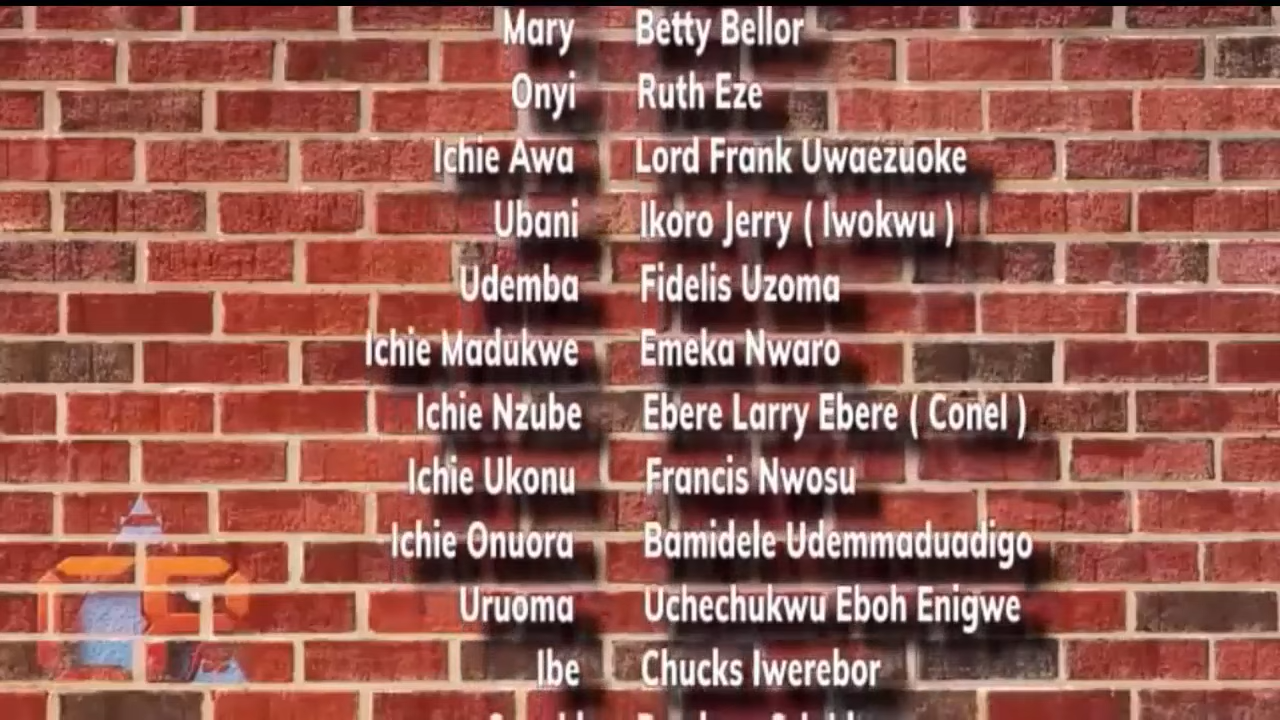 Mary Betty Bellor
Onyi Ruth Eze
Ichie Awa Lord Frank Uwaezuoke
Ubani Ikoro Jerry ( Iwokwu )
Udemba Fidelis Uzoma
Ichie Madukwe Emeka Nwaro
Ichie Nzube Ebere Larry Ebere ( Conel )
Ichie Ukonu Francis Nwosu
Ichie Onuora Bamidele Udemmaduadigo
Uruoma Uchechukwu Eboh Enigwe
Ibe Chucks Iwerebor